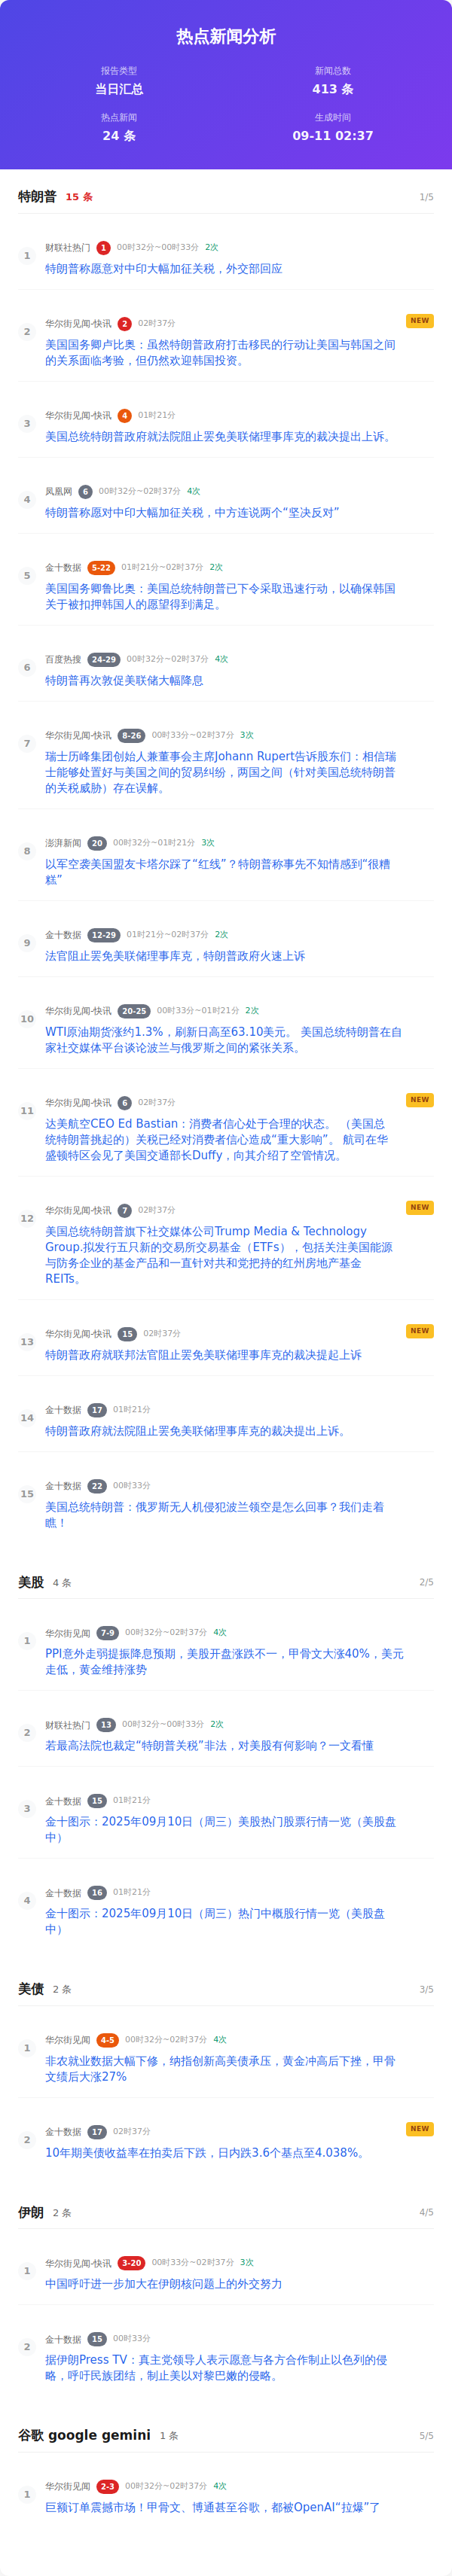 热点新闻分析
报告类型
当日汇总
新闻总数
413 条
热点新闻
24 条
生成时间
09-11 02:37
特朗普 15 条 1/5
1
财联社热门 1 00时32分~00时33分 2次
特朗普称愿意对中印大幅加征关税，外交部回应
2
华尔街见闻-快讯 2 02时37分 NEW
美国国务卿卢比奥：虽然特朗普政府打击移民的行动让美国与韩国之间
的关系面临考验，但仍然欢迎韩国投资。
3
华尔街见闻-快讯 4 01时21分
美国总统特朗普政府就法院阻止罢免美联储理事库克的裁决提出上诉。
4
凤凰网 6 00时32分~02时37分 4次
特朗普称愿对中印大幅加征关税，中方连说两个“坚决反对”
5
金十数据 5-22 01时21分~02时37分 2次
美国国务卿鲁比奥：美国总统特朗普已下令采取迅速行动，以确保韩国
关于被扣押韩国人的愿望得到满足。
6
百度热搜 24-29 00时32分~02时37分 4次
特朗普再次敦促美联储大幅降息
7
华尔街见闻-快讯 8-26 00时33分~02时37分 3次
瑞士历峰集团创始人兼董事会主席Johann Rupert告诉股东们：相信瑞
士能够处置好与美国之间的贸易纠纷，两国之间（针对美国总统特朗普
的关税威胁）存在误解。
8
澎湃新闻 20 00时32分~01时21分 3次
以军空袭美国盟友卡塔尔踩了“红线”？特朗普称事先不知情感到“很糟
糕”
9
金十数据 12-29 01时21分~02时37分 2次
法官阻止罢免美联储理事库克，特朗普政府火速上诉
10
华尔街见闻-快讯 20-25 00时33分~01时21分 2次
WTI原油期货涨约1.3%，刷新日高至63.10美元。 美国总统特朗普在自
家社交媒体平台谈论波兰与俄罗斯之间的紧张关系。
11
华尔街见闻-快讯 6 02时37分 NEW
达美航空CEO Ed Bastian：消费者信心处于合理的状态。 （美国总
统特朗普挑起的）关税已经对消费者信心造成“重大影响”。 航司在华
盛顿特区会见了美国交通部长Duffy，向其介绍了空管情况。
12
华尔街见闻-快讯 7 02时37分 NEW
美国总统特朗普旗下社交媒体公司Trump Media & Technology
Group.拟发行五只新的交易所交易基金（ETFs），包括关注美国能源
与防务企业的基金产品和一直针对共和党把持的红州房地产基金
REITs。
13
华尔街见闻-快讯 15 02时37分 NEW
特朗普政府就联邦法官阻止罢免美联储理事库克的裁决提起上诉
14
金十数据 17 01时21分
特朗普政府就法院阻止罢免美联储理事库克的裁决提出上诉。
15
金十数据 22 00时33分
美国总统特朗普：俄罗斯无人机侵犯波兰领空是怎么回事？我们走着
瞧！
美股 4 条 2/5
1
华尔街见闻 7-9 00时32分~02时37分 4次
PPI意外走弱提振降息预期，美股开盘涨跌不一，甲骨文大涨40%，美元
走低，黄金维持涨势
2
财联社热门 13 00时32分~00时33分 2次
若最高法院也裁定“特朗普关税”非法，对美股有何影响？一文看懂
3
金十数据 15 01时21分
金十图示：2025年09月10日（周三）美股热门股票行情一览（美股盘
中）
4
金十数据 16 01时21分
金十图示：2025年09月10日（周三）热门中概股行情一览（美股盘
中）
美债 2 条 3/5
1
华尔街见闻 4-5 00时32分~02时37分 4次
非农就业数据大幅下修，纳指创新高美债承压，黄金冲高后下挫，甲骨
文绩后大涨27%
2
金十数据 17 02时37分 NEW
10年期美债收益率在拍卖后下跌，日内跌3.6个基点至4.038%。
伊朗 2 条 4/5
1
华尔街见闻-快讯 3-20 00时33分~02时37分 3次
中国呼吁进一步加大在伊朗核问题上的外交努力
2
金十数据 15 00时33分
据伊朗Press TV：真主党领导人表示愿意与各方合作制止以色列的侵
略，呼吁民族团结，制止美以对黎巴嫩的侵略。
谷歌 google gemini 1 条 5/5
1
华尔街见闻 2-3 00时32分~02时37分 4次
巨额订单震撼市场！甲骨文、博通甚至谷歌，都被OpenAI“拉爆”了